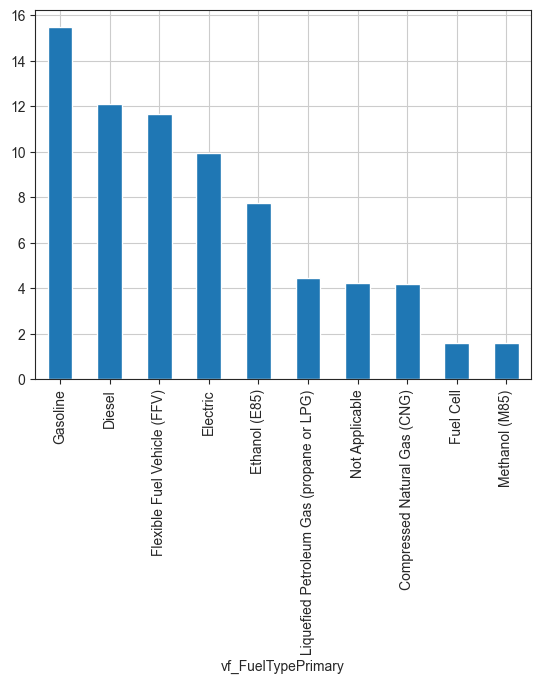 16
14
12
10
8
6
4
2
0
Gasoline
Diesel
Flexible Fuel Vehicle (FFV)
Electric
Ethanol (E85)
Liquefied Petroleum Gas (propane or LPG)
Not Applicable
Compressed Natural Gas (CNG)
Fuel Cell
Methanol (M85)
vf_FuelTypePrimary